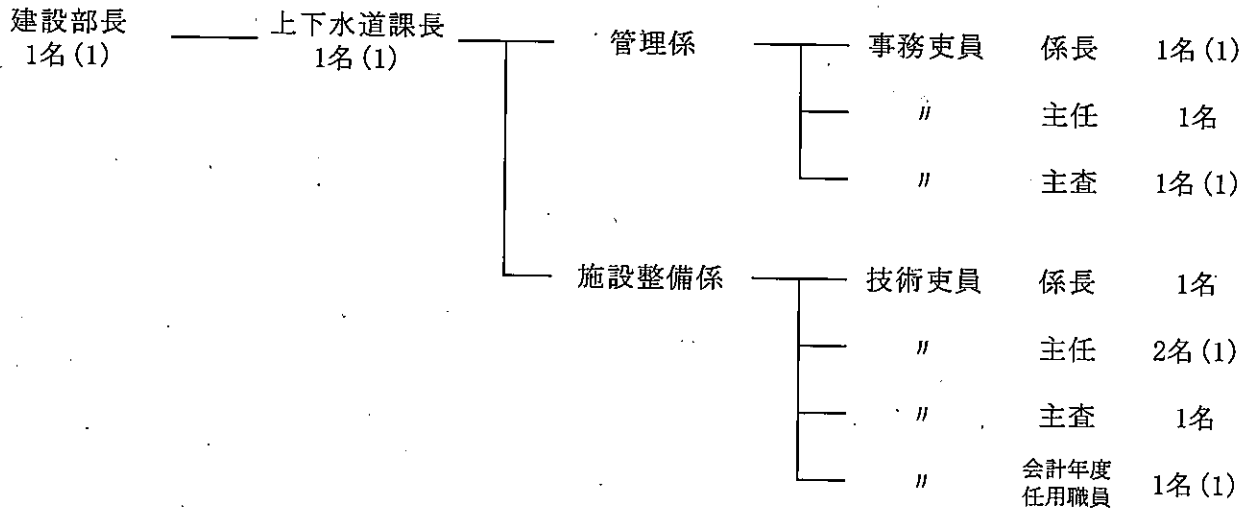 建設部長 上下水道課長 管理係 事務吏員 係長 1名(1)
1名(1) 1名(1)
〃 主任 1名
〃 主査 1名(1)
施設整備係 技術吏員 係長 1名
〃 主任 2名(1)
〃 主査 1名
〃 会計年度 1名(1)
任用職員